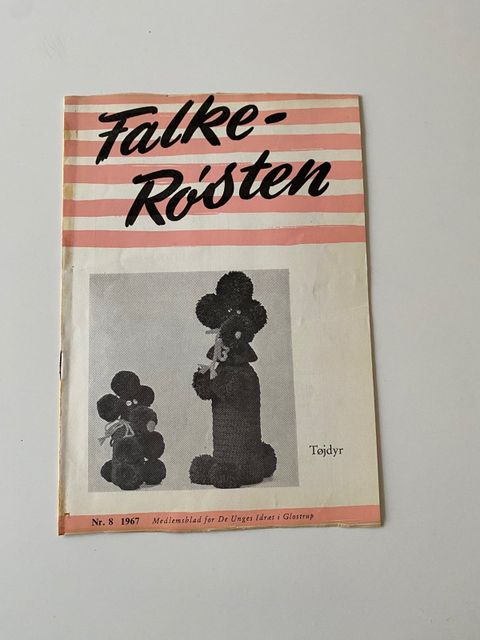 Falke-
Røsten
Tøjdyr
Nr. 8 1967 Medlemsblad for De Unges Idræt i Glostrup